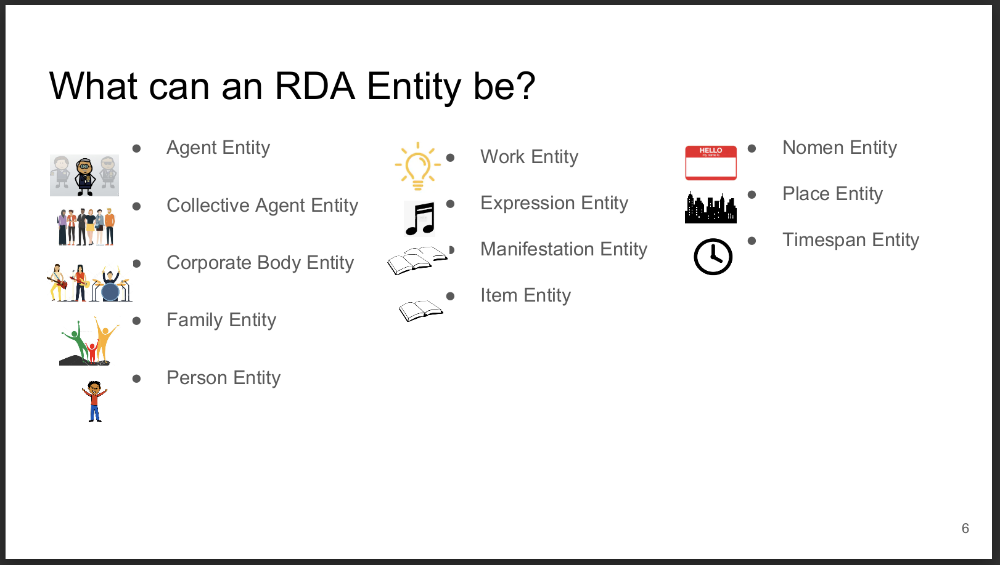 What can an RDA Entity be?
● Agent Entity
● Collective Agent Entity
● Corporate Body Entity
● Family Entity
● Person Entity
● Work Entity
● Expression Entity
● Manifestation Entity
● Item Entity
HELLO
my name is
● Nomen Entity
● Place Entity
● Timespan Entity
6